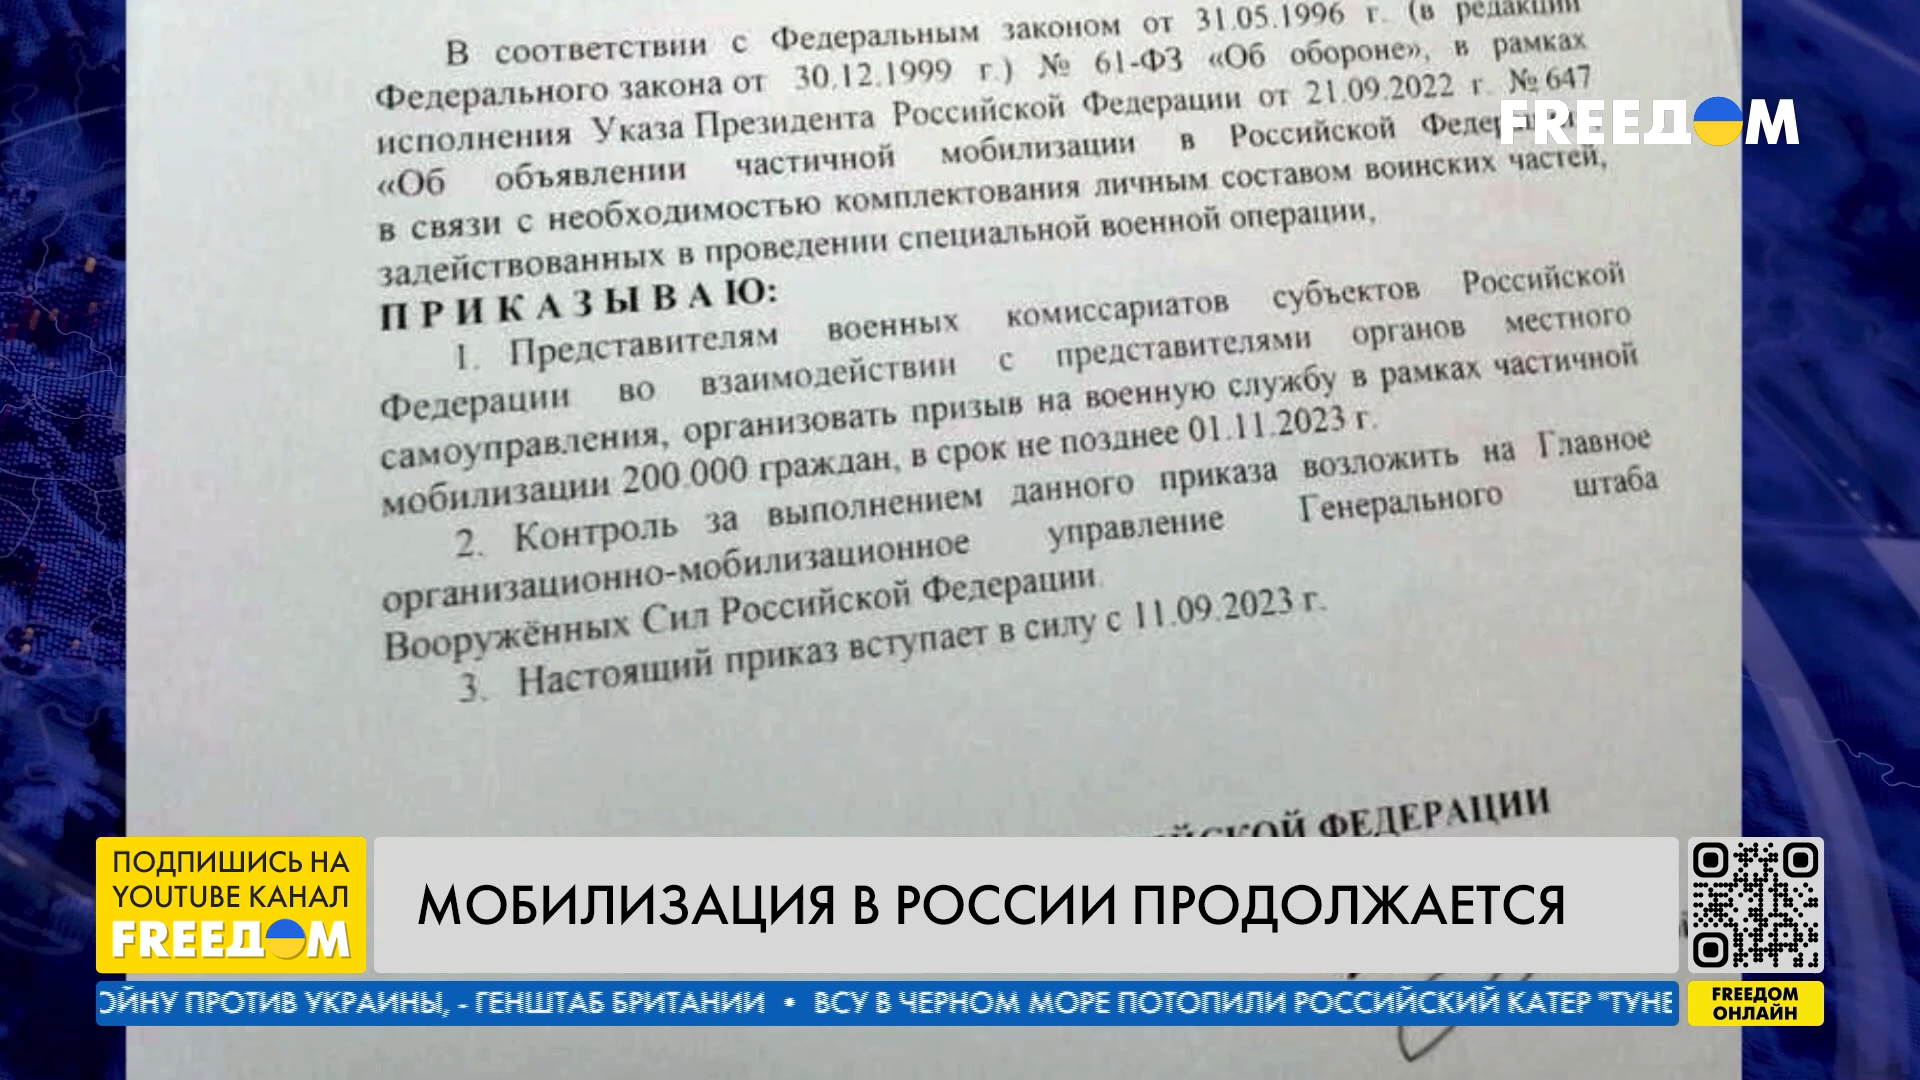 В соответствии с Федеральным законом от 31.05.1996 г. (в редакции
Федерального закона от 30.12.1999 г.) № 61-ФЗ «Об обороне», в рамках
исполнения Указа Президента Российской Федерации от 21.09.2022 г. № 647
«Об объявлении частичной мобилизации в Российской
в связи с необходимостью комплектования личным составом воинских частей,
задействованных в проведении специальной военной операции,
П Р И К А З Ы В А Ю:
1. Представителям военных комиссариатов субъектов Российской
Федерации во взаимодействии с представителями органов местного
самоуправления, организовать призыв на военную службу в рамках частичной
мобилизации 200.000 граждан, в срок не позднее 01.11.2023 г.
2. Контроль за выполнением данного приказа возложить на Главное
организационно-мобилизационное управление Генерального штаба
Вооружённых Сил Российской Федерации.
3. Настоящий приказ вступает в силу с 11.09.2023 г.
ФЕДЕРАЦИИ
FREEДOM
ПОДПИШИСЬ НА
YOUTUBE КАНАЛ
FREEДOM
МОБИЛИЗАЦИЯ В РОССИИ ПРОДОЛЖАЕТСЯ
ОЙНУ ПРОТИВ УКРАИНЫ, - ГЕНШТАБ БРИТАНИИ • ВСУ В ЧЕРНОМ МОРЕ ПОТОПИЛИ РОССИЙСКИЙ КАТЕР "ТУНЕ
FREEДOM
ОНЛАЙН